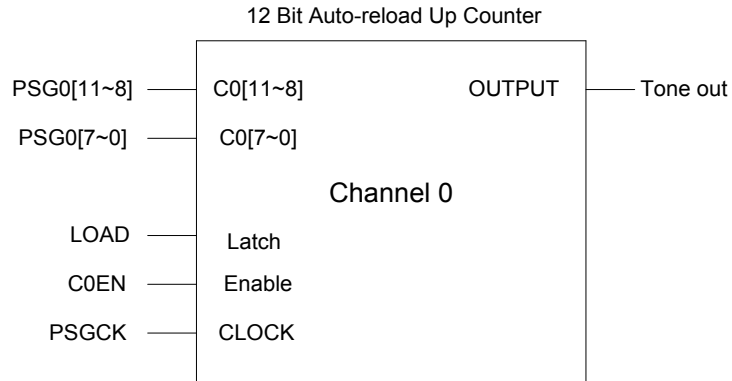 12 Bit Auto-reload Up Counter
PSG0[11~8] C0[11~8] OUTPUT Tone out
PSG0[7~0] C0[7~0]
Channel 0
LOAD Latch
C0EN Enable
PSGCK CLOCK